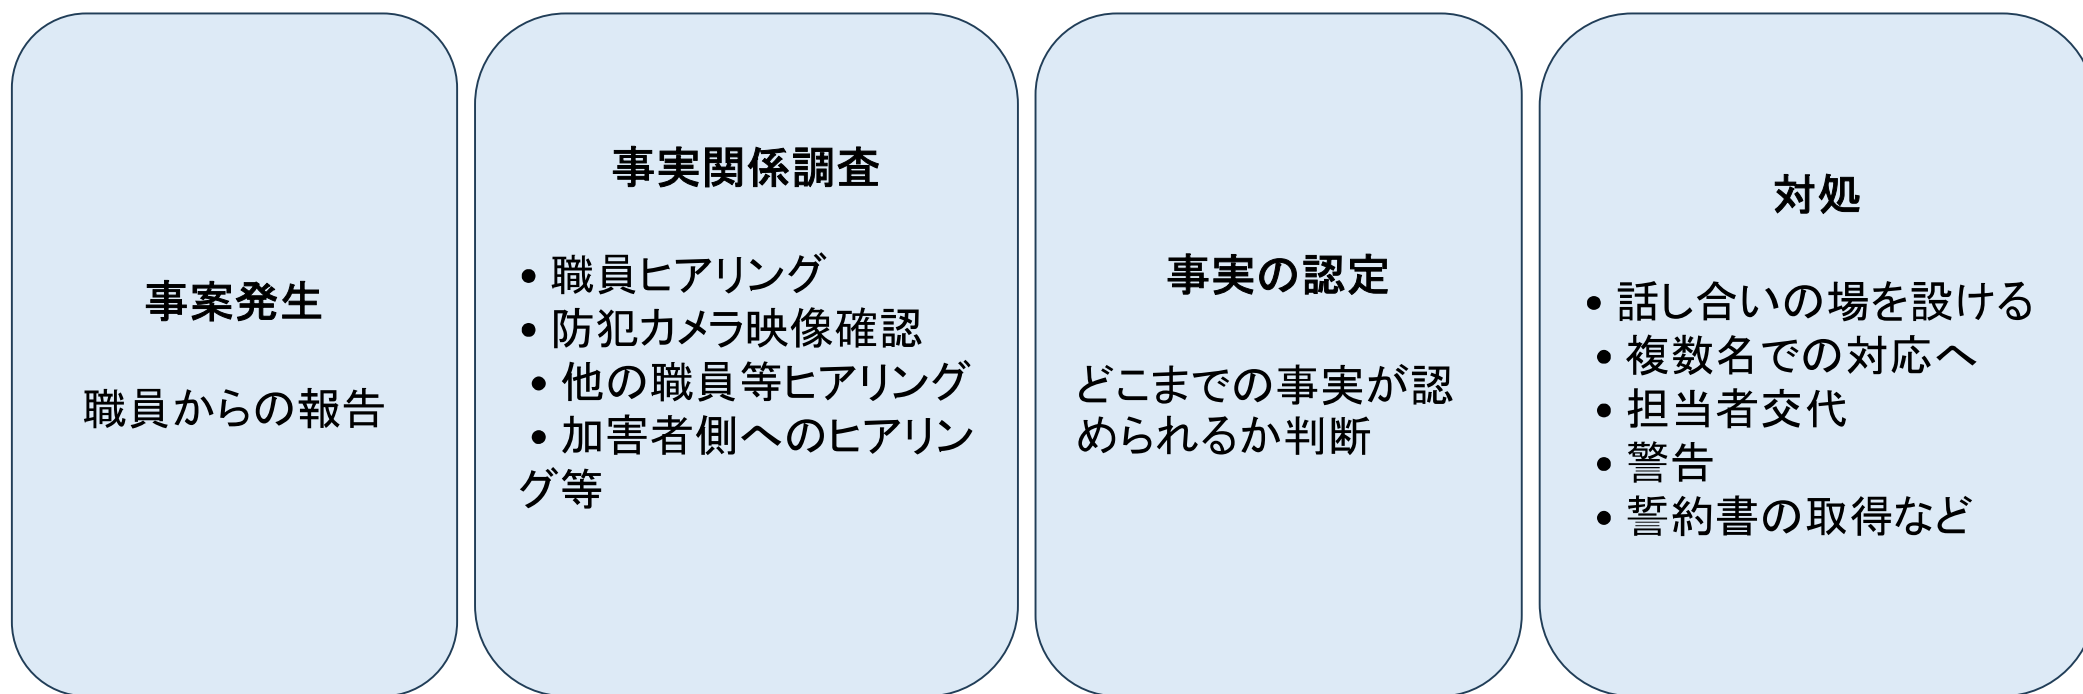 事案発生
職員からの報告
事実関係調査
• 職員ヒアリング
• 防犯カメラ映像確認
• 他の職員等ヒアリング
• 加害者側へのヒアリン
グ等
事実の認定
どこまでの事実が認
められるか判断
対処
• 話し合いの場を設ける
• 複数名での対応へ
• 担当者交代
• 警告
• 誓約書の取得など